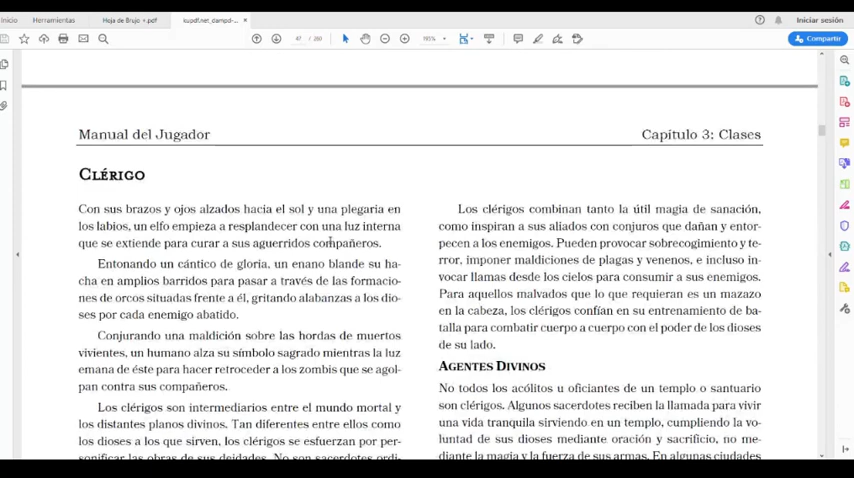 Inicio
Herramientas
Hoja de Brujo +.pdf
kupdf.net_dampd-...
Iniciar sesión
47 / 260
195%
Compartir
Manual del Jugador
Capítulo 3: Clases
CLÉRIGO
Con sus brazos y ojos alzados hacia el sol y una plegaria en
los labios, un elfo empieza a resplandecer con una luz interna
que se extiende para curar a sus aguerridos compañeros.
Entonando un cántico de gloria, un enano blande su ha-
cha en amplios barridos para pasar a través de las formacio-
nes de orcos situadas frente a él, gritando alabanzas a los dio-
ses por cada enemigo abatido.
Conjurando una maldición sobre las hordas de muertos
vivientes, un humano alza su símbolo sagrado mientras la luz
emana de éste para hacer retroceder a los zombis que se agol-
pan contra sus compañeros.
Los clérigos son intermediarios entre el mundo mortal y
los distantes planos divinos. Tan diferentes entre ellos como
los dioses a los que sirven, los clérigos se esfuerzan por per-
sonificar las obras de sus deidades. No son sacerdotes ordi-
Los clérigos combinan tanto la útil magia de sanación,
como inspiran a sus aliados con conjuros que dañan y entor-
pecen a los enemigos. Pueden provocar sobrecogimiento y te-
rror, imponer maldiciones de plagas y venenos, e incluso in-
vocar llamas desde los cielos para consumir a sus enemigos.
Para aquellos malvados que lo que requieran es un mazazo
en la cabeza, los clérigos confían en su entrenamiento de ba-
talla para combatir cuerpo a cuerpo con el poder de los dioses
de su lado.
AGENTES DIVINOS
No todos los acólitos u oficiantes de un templo o santuario
son clérigos. Algunos sacerdotes reciben la llamada para vivir
una vida tranquila sirviendo en un templo, cumpliendo la vo-
luntad de sus dioses mediante oración y sacrificio, no me-
diante la magia y la fuerza de sus armas. En algunas ciudades